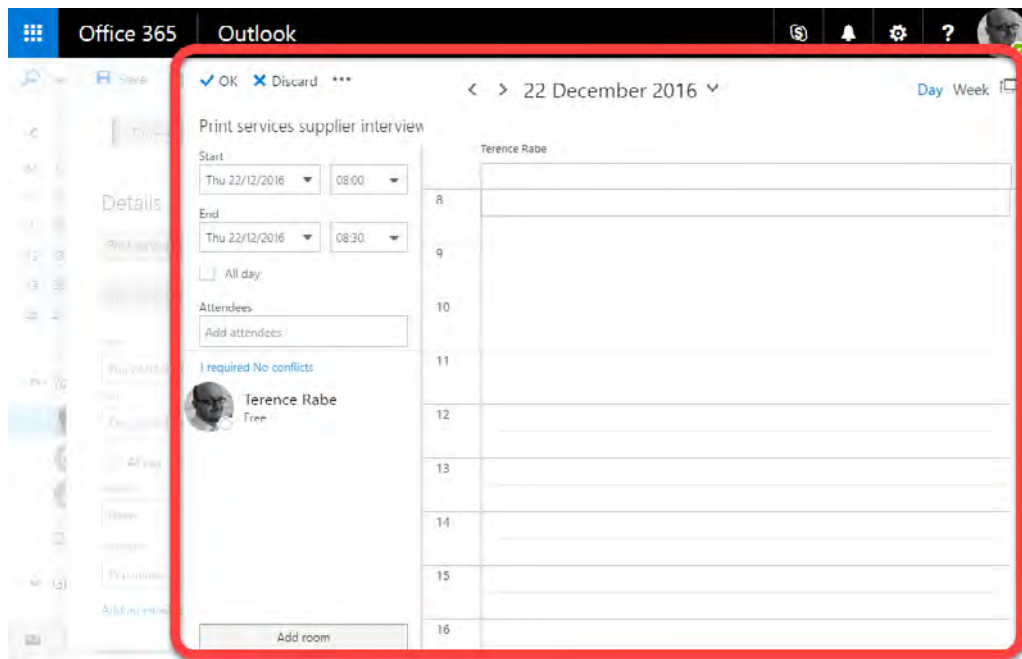 Office 365 Outlook ?
Save
OK Discard •••
22 December 2016
Day Week
Print services supplier interview
Terence Rabe
Start
Thu 22/12/2016 08:00
End
Thu 22/12/2016 08:30
All day
Attendees
Add attendees
1 required No conflicts
Terence Rabe
Free
Add room
Details
All day
8
9
10
11
12
13
14
15
16